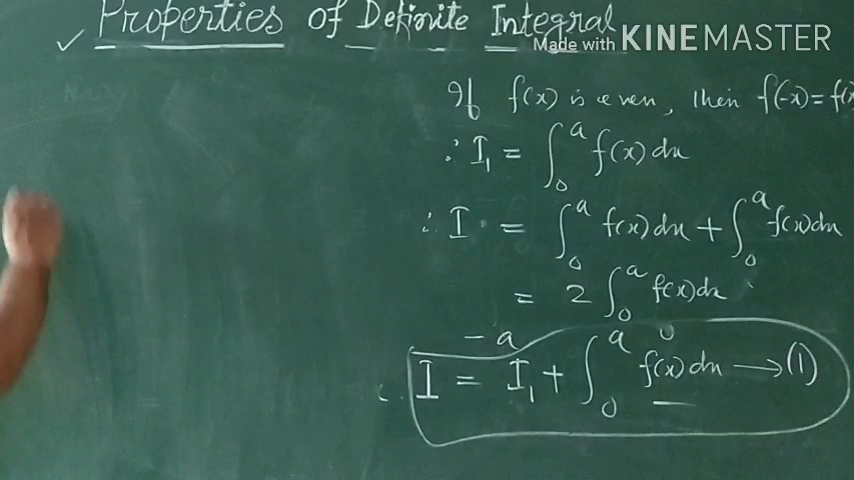 ✓ Properties of Definite Integral
Made with KINEMASTER
If f(x) is even, then f(-x) = f(x
∴ I₁ = ∫₀ᵃ f(x) dx
∴ I = ∫₀ᵃ f(x) dx + ∫₀ᵃ f(x) dx
= 2 ∫₀ᵃ f(x) dx
-a
I = I₁ + ∫₀ᵃ f(x) dx → (1)